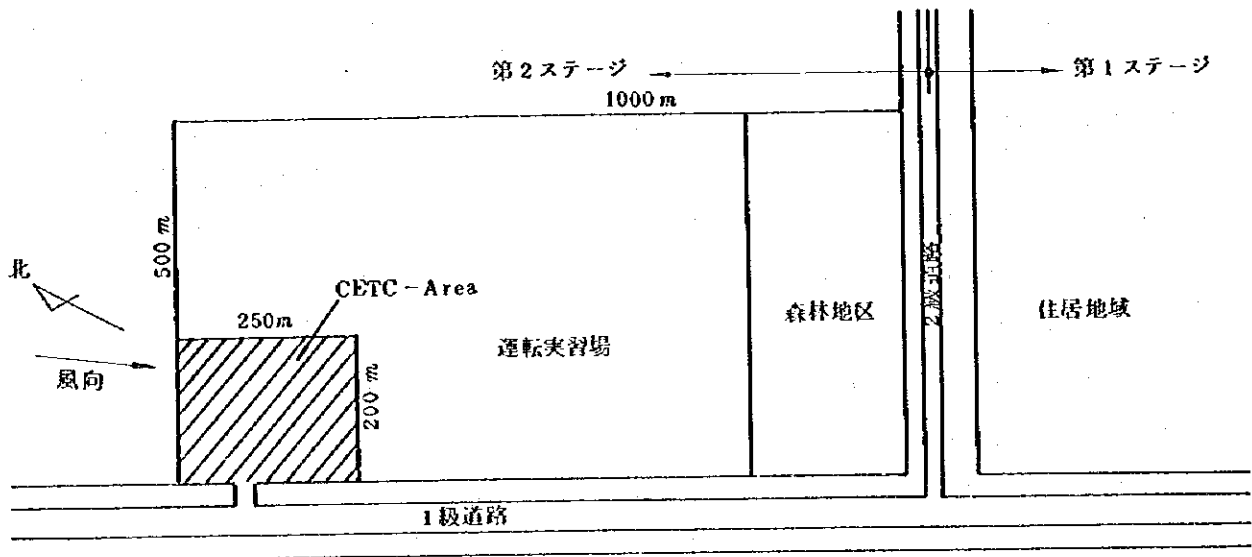 第2ステージ
第1ステージ
1000m
500m
北
風向
CETC-Area
250m
200m
運転実習場
森林地区
2級道路
住居地域
1級道路